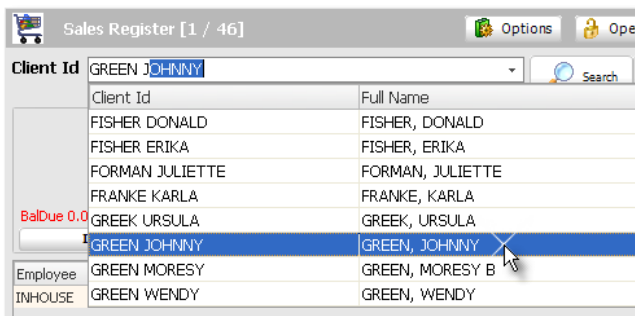 Sales Register [1 / 46] Options Ope
Client Id GREEN JOHNNY Search
Client Id Full Name
FISHER DONALD FISHER, DONALD
FISHER ERIKA FISHER, ERIKA
FORMAN JULIETTE FORMAN, JULIETTE
FRANKE KARLA FRANKE, KARLA
BalDue 0.0 GREEK URSULA GREEK, URSULA
I GREEN JOHNNY GREEN, JOHNNY
Employee GREEN MORESY GREEN, MORESY B
INHOUSE GREEN WENDY GREEN, WENDY